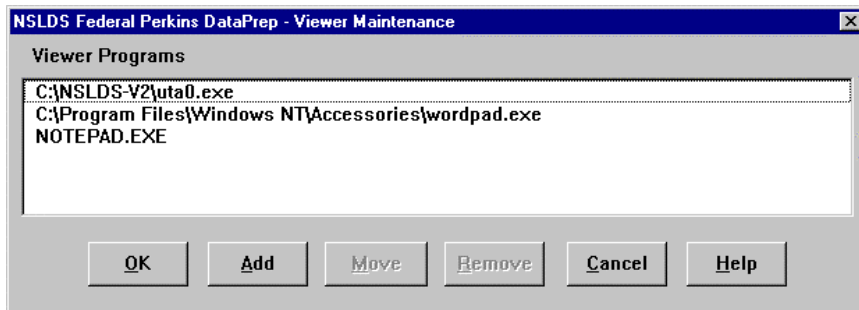 NSLDS Federal Perkins DataPrep - Viewer Maintenance
Viewer Programs
C:\NSLDS-V2\uta0.exe
C:\Program Files\Windows NT\Accessories\wordpad.exe
NOTEPAD.EXE
OK Add Move Remove Cancel Help